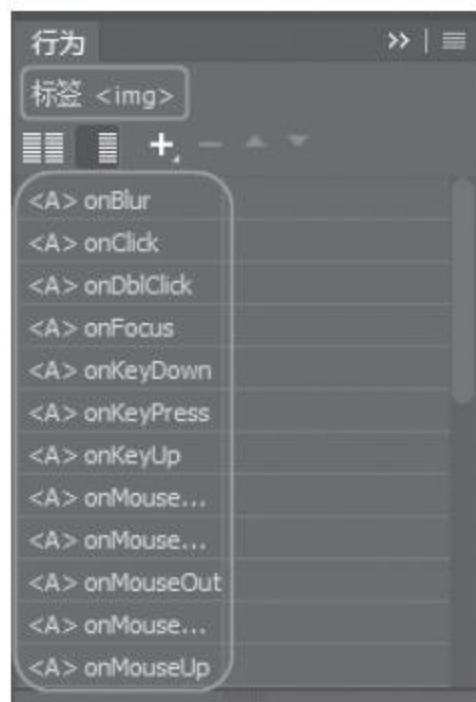 行为
标签 <img>
<A> onBlur
<A> onClick
<A> onDblClick
<A> onFocus
<A> onKeyDown
<A> onKeyPress
<A> onKeyUp
<A> onMouse...
<A> onMouse...
<A> onMouseOut
<A> onMouse...
<A> onMouseUp